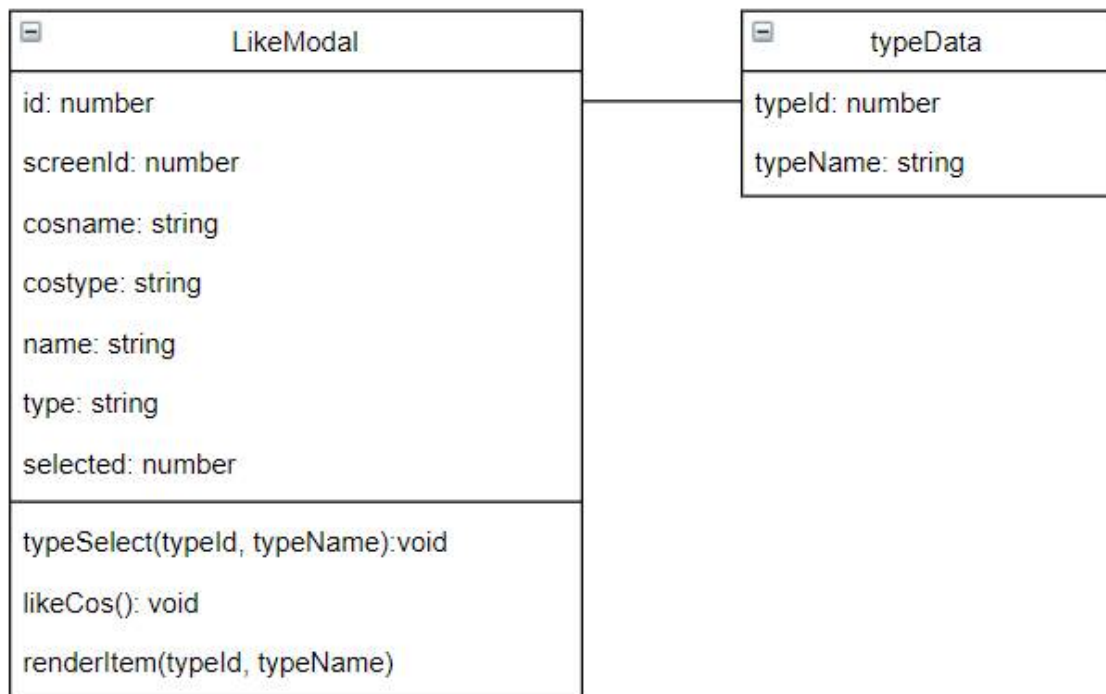 LikeModal
id: number
screenId: number
cosname: string
costype: string
name: string
type: string
selected: number
typeSelect(typeId, typeName):void
likeCos(): void
renderItem(typeId, typeName)
typeData
typeId: number
typeName: string